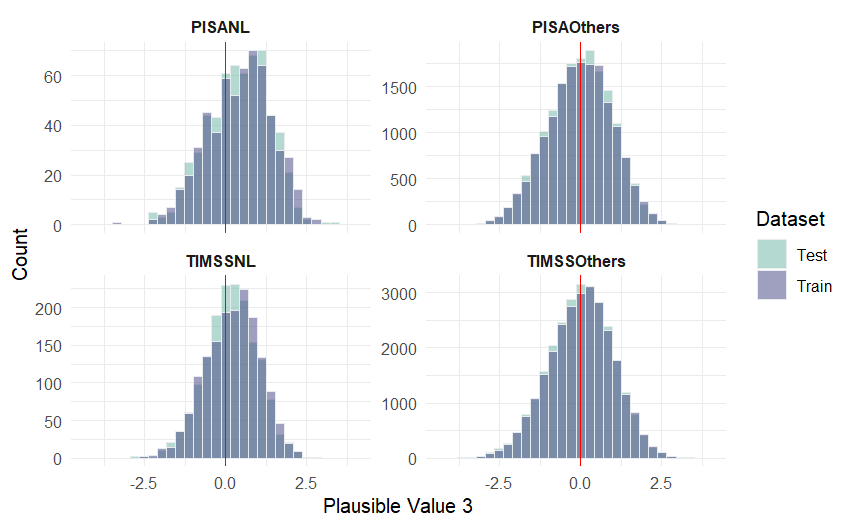 PISANL
PISAOthers
60
40
20
0
1500
1000
500
0
TIMSSNL
TIMSSOthers
200
150
100
50
0
3000
2000
1000
0
-2.5 0.0 2.5
-2.5 0.0 2.5
Plausible Value 3
Count
Dataset
Test
Train